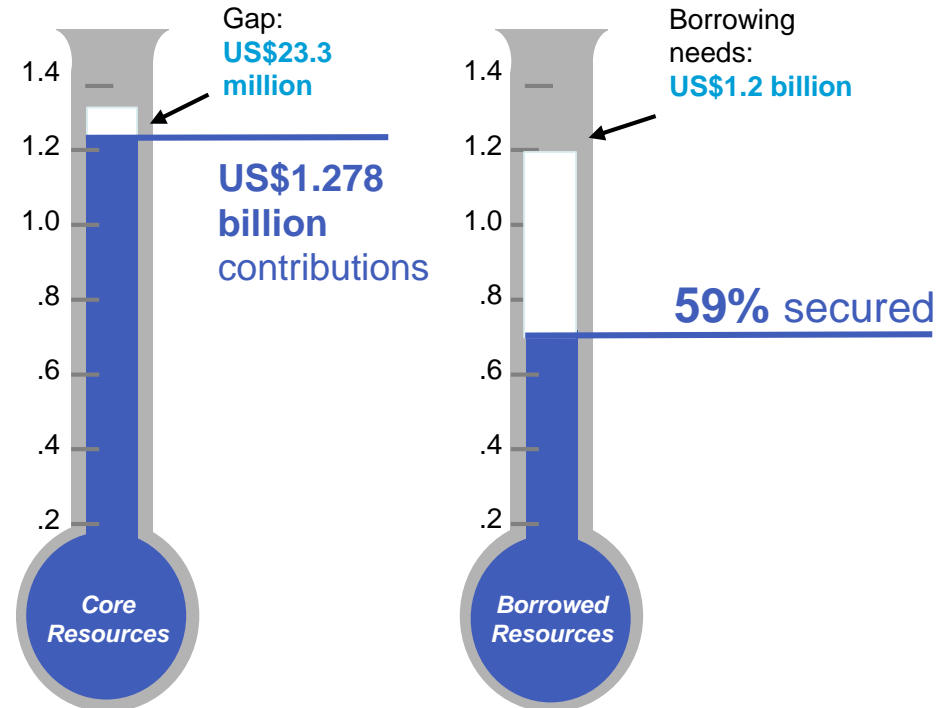 Gap:
US$23.3
million
1.4
1.2
1.0
.8
.6
.4
.2
US$1.278
billion
contributions
Core
Resources
Borrowing
needs:
US$1.2 billion
1.4
1.2
1.0
.8
.6
.4
.2
59% secured
Borrowed
Resources